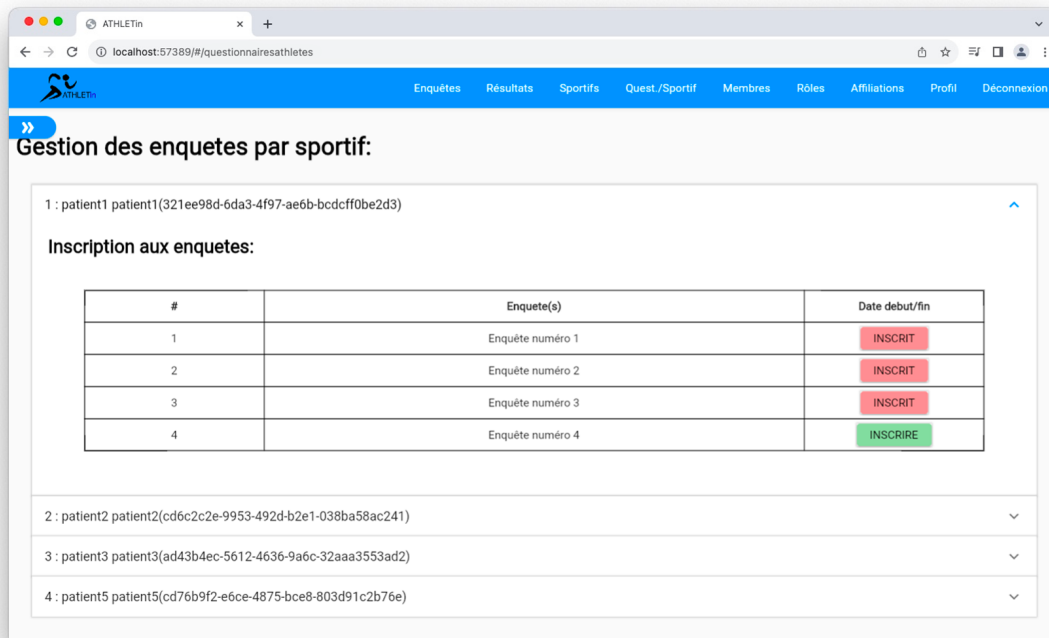 ATHLETin
localhost:57389/#/questionnairesathletes
ATHLETin Enquêtes Résultats Sportifs Quest./Sportif Membres Rôles Affiliations Profil Déconnexion
Gestion des enquetes par sportif:
1 : patient1 patient1(321ee98d-6da3-4f97-ae6b-bcdcff0be2d3)
Inscription aux enquetes:
# Enquete(s) Date debut/fin
1 Enquête numéro 1 INSCRIT
2 Enquête numéro 2 INSCRIT
3 Enquête numéro 3 INSCRIT
4 Enquête numéro 4 INSCRIRE
2 : patient2 patient2(cd6c2c2e-9953-492d-b2e1-038ba58ac241)
3 : patient3 patient3(ad43b4ec-5612-4636-9a6c-32aaa3553ad2)
4 : patient5 patient5(cd76b9f2-e6ce-4875-bce8-803d91c2b76e)